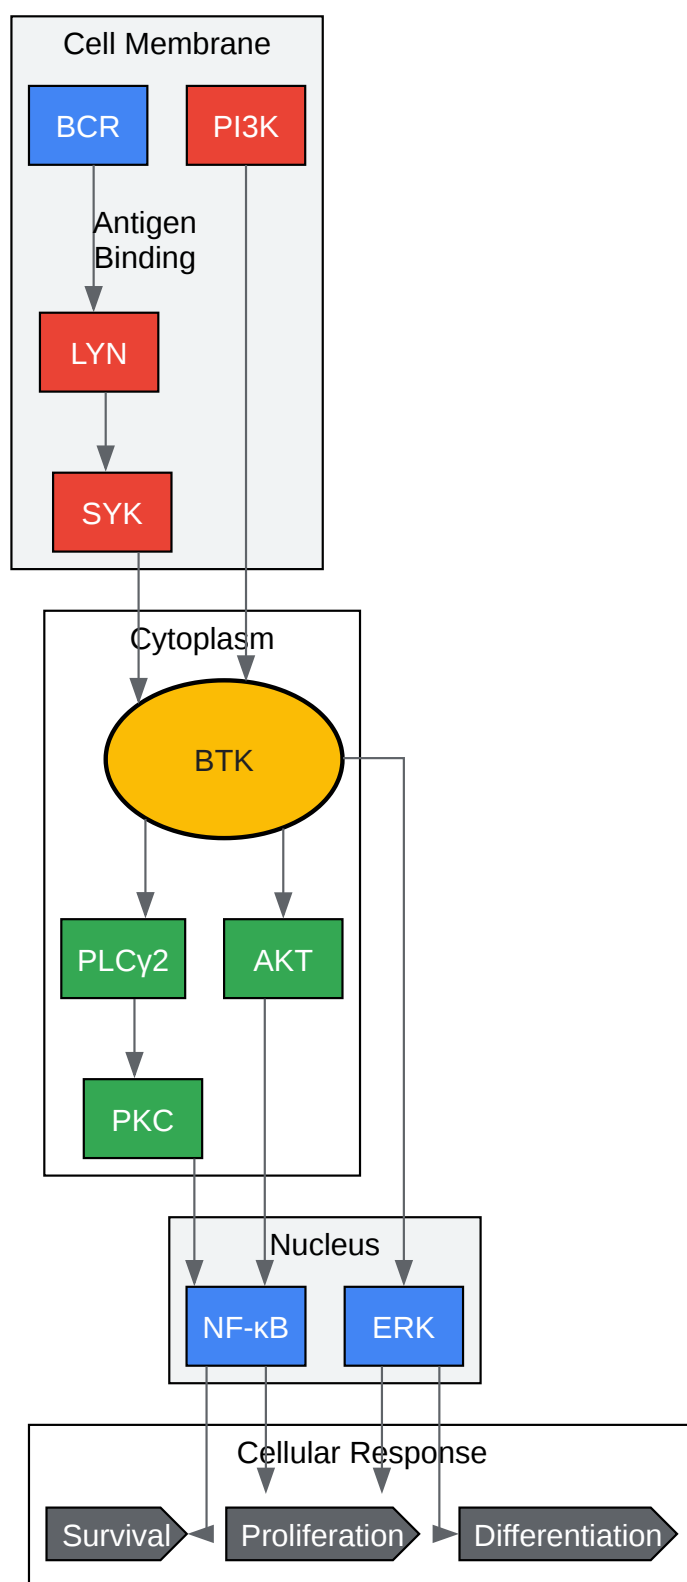 Cell Membrane
BCR
PI3K
Antigen
Binding
LYN
SYK
Cytoplasm
BTK
PLCγ2
AKT
PKC
Nucleus
NF-κB
ERK
Cellular Response
Survival
Proliferation
Differentiation